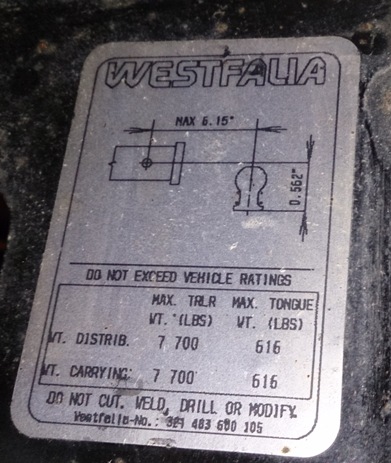 WESTFALIA
MAX 6.15"
0.562"
DO NOT EXCEED VEHICLE RATINGS
MAX. TRLR MAX. TONGUE
WT. (LBS) WT. (LBS)
WT. DISTRIB. 7 700 616
WT. CARRYING: 7 700 616
DO NOT CUT. WELD, DRILL OR MODIFY.
Westfalia-No.: 321 483 600 105